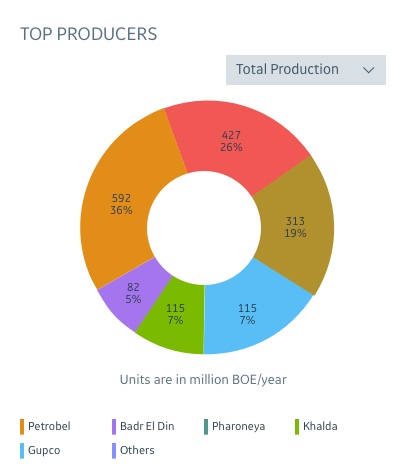 TOP PRODUCERS
Total Production
427
26%
592
36%
313
19%
82
5%
115
7%
115
7%
Units are in million BOE/year
Petrobel
Badr El Din
Pharoneya
Khalda
Gupco
Others